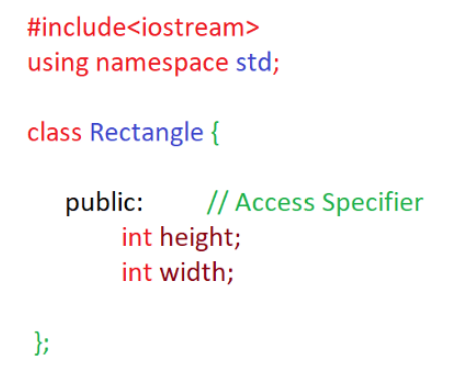 #include<iostream>
using namespace std;
class Rectangle {
public: // Access Specifier
int height;
int width;
};